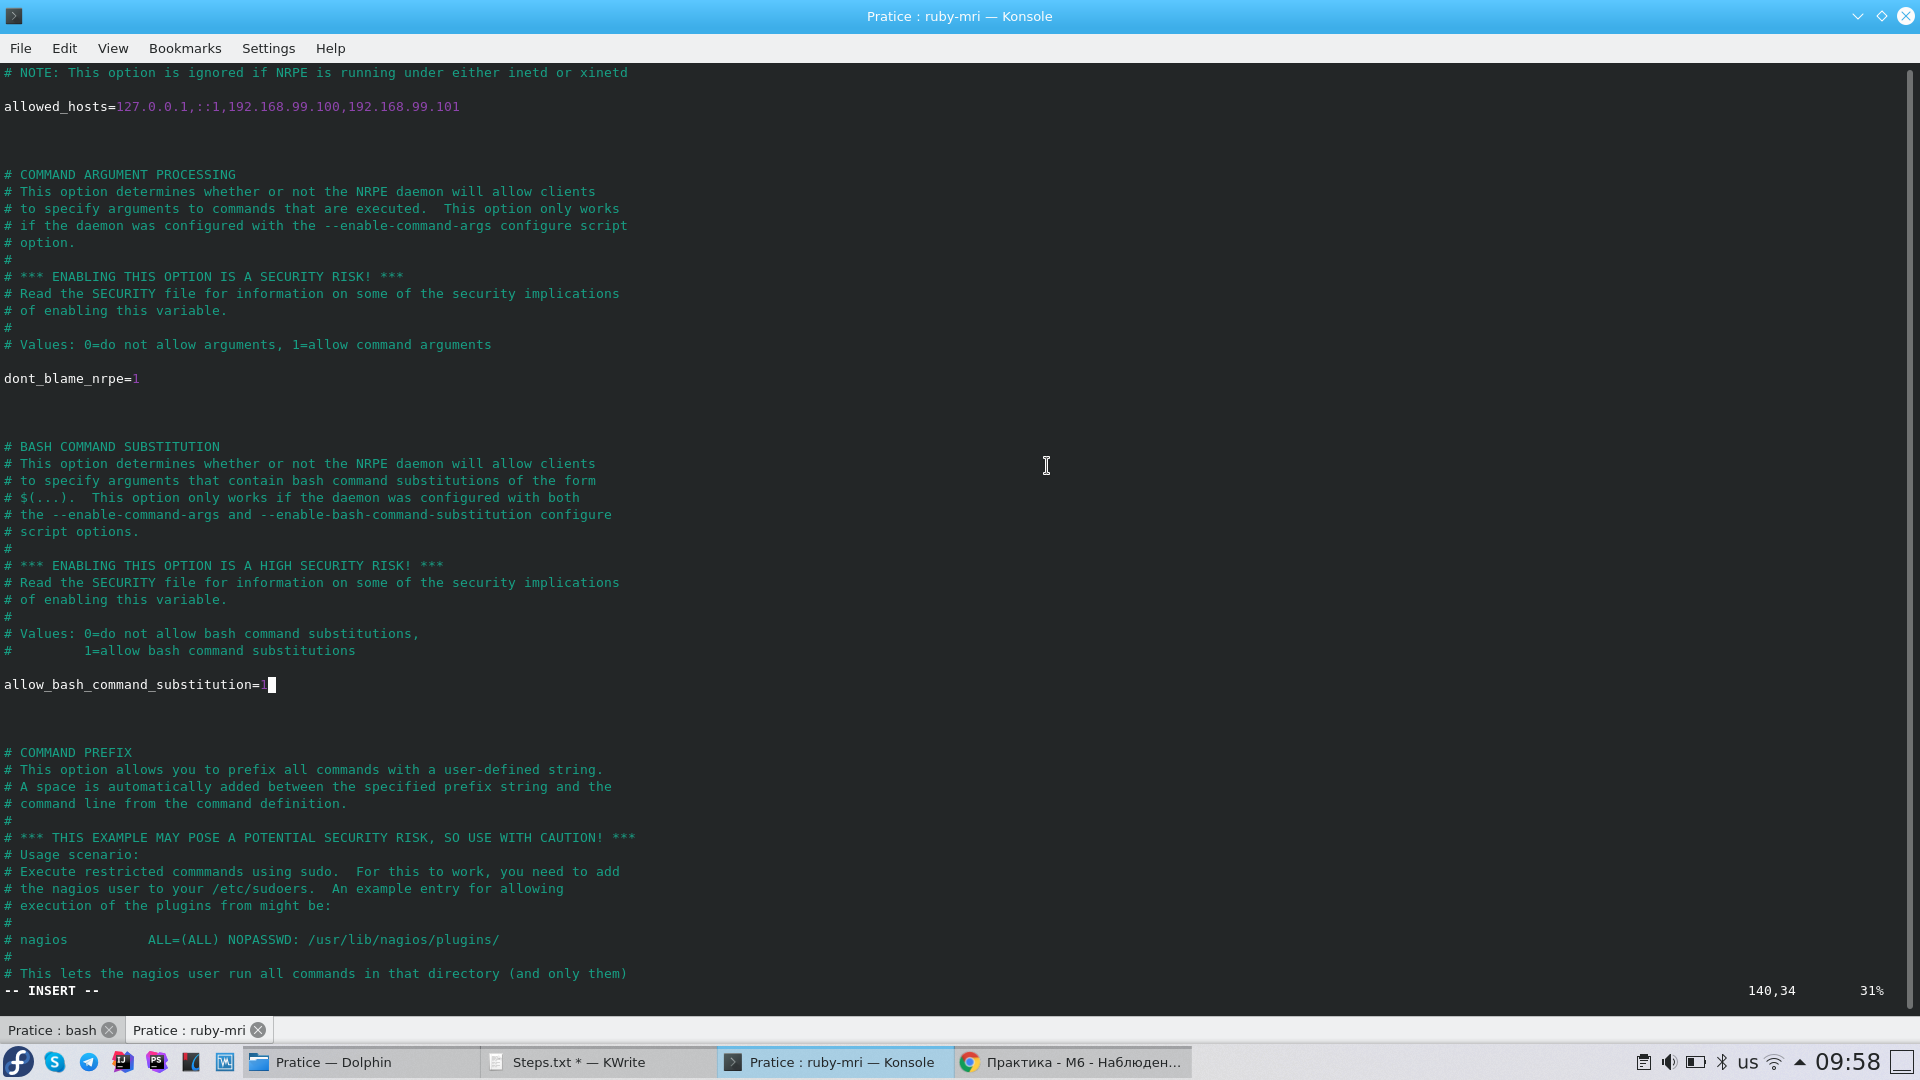 Pratice : ruby-mri — Konsole
File Edit View Bookmarks Settings Help
# NOTE: This option is ignored if NRPE is running under either inetd or xinetd
allowed_hosts=127.0.0.1,::1,192.168.99.100,192.168.99.101
# COMMAND ARGUMENT PROCESSING
# This option determines whether or not the NRPE daemon will allow clients
# to specify arguments to commands that are executed.  This option only works
# if the daemon was configured with the --enable-command-args configure script
# option.
#
# *** ENABLING THIS OPTION IS A SECURITY RISK! ***
# Read the SECURITY file for information on some of the security implications
# of enabling this variable.
#
# Values: 0=do not allow arguments, 1=allow command arguments
dont_blame_nrpe=1
# BASH COMMAND SUBSTITUTION
# This option determines whether or not the NRPE daemon will allow clients
# to specify arguments that contain bash command substitutions of the form
# $(...).  This option only works if the daemon was configured with both
# the --enable-command-args and --enable-bash-command-substitution configure
# script options.
#
# *** ENABLING THIS OPTION IS A HIGH SECURITY RISK! ***
# Read the SECURITY file for information on some of the security implications
# of enabling this variable.
#
# Values: 0=do not allow bash command substitutions,
#         1=allow bash command substitutions
allow_bash_command_substitution=1
# COMMAND PREFIX
# This option allows you to prefix all commands with a user-defined string.
# A space is automatically added between the specified prefix string and the
# command line from the command definition.
#
# *** THIS EXAMPLE MAY POSE A POTENTIAL SECURITY RISK, SO USE WITH CAUTION! ***
# Usage scenario:
# Execute restricted commmands using sudo.  For this to work, you need to add
# the nagios user to your /etc/sudoers.  An example entry for allowing
# execution of the plugins from might be:
#
# nagios          ALL=(ALL) NOPASSWD: /usr/lib/nagios/plugins/
#
# This lets the nagios user run all commands in that directory (and only them)
-- INSERT -- 140,34 31%
Pratice : bash Pratice : ruby-mri
Pratice — Dolphin Steps.txt * — KWrite Pratice : ruby-mri — Konsole Практика - М6 - Наблюден... us 09:58